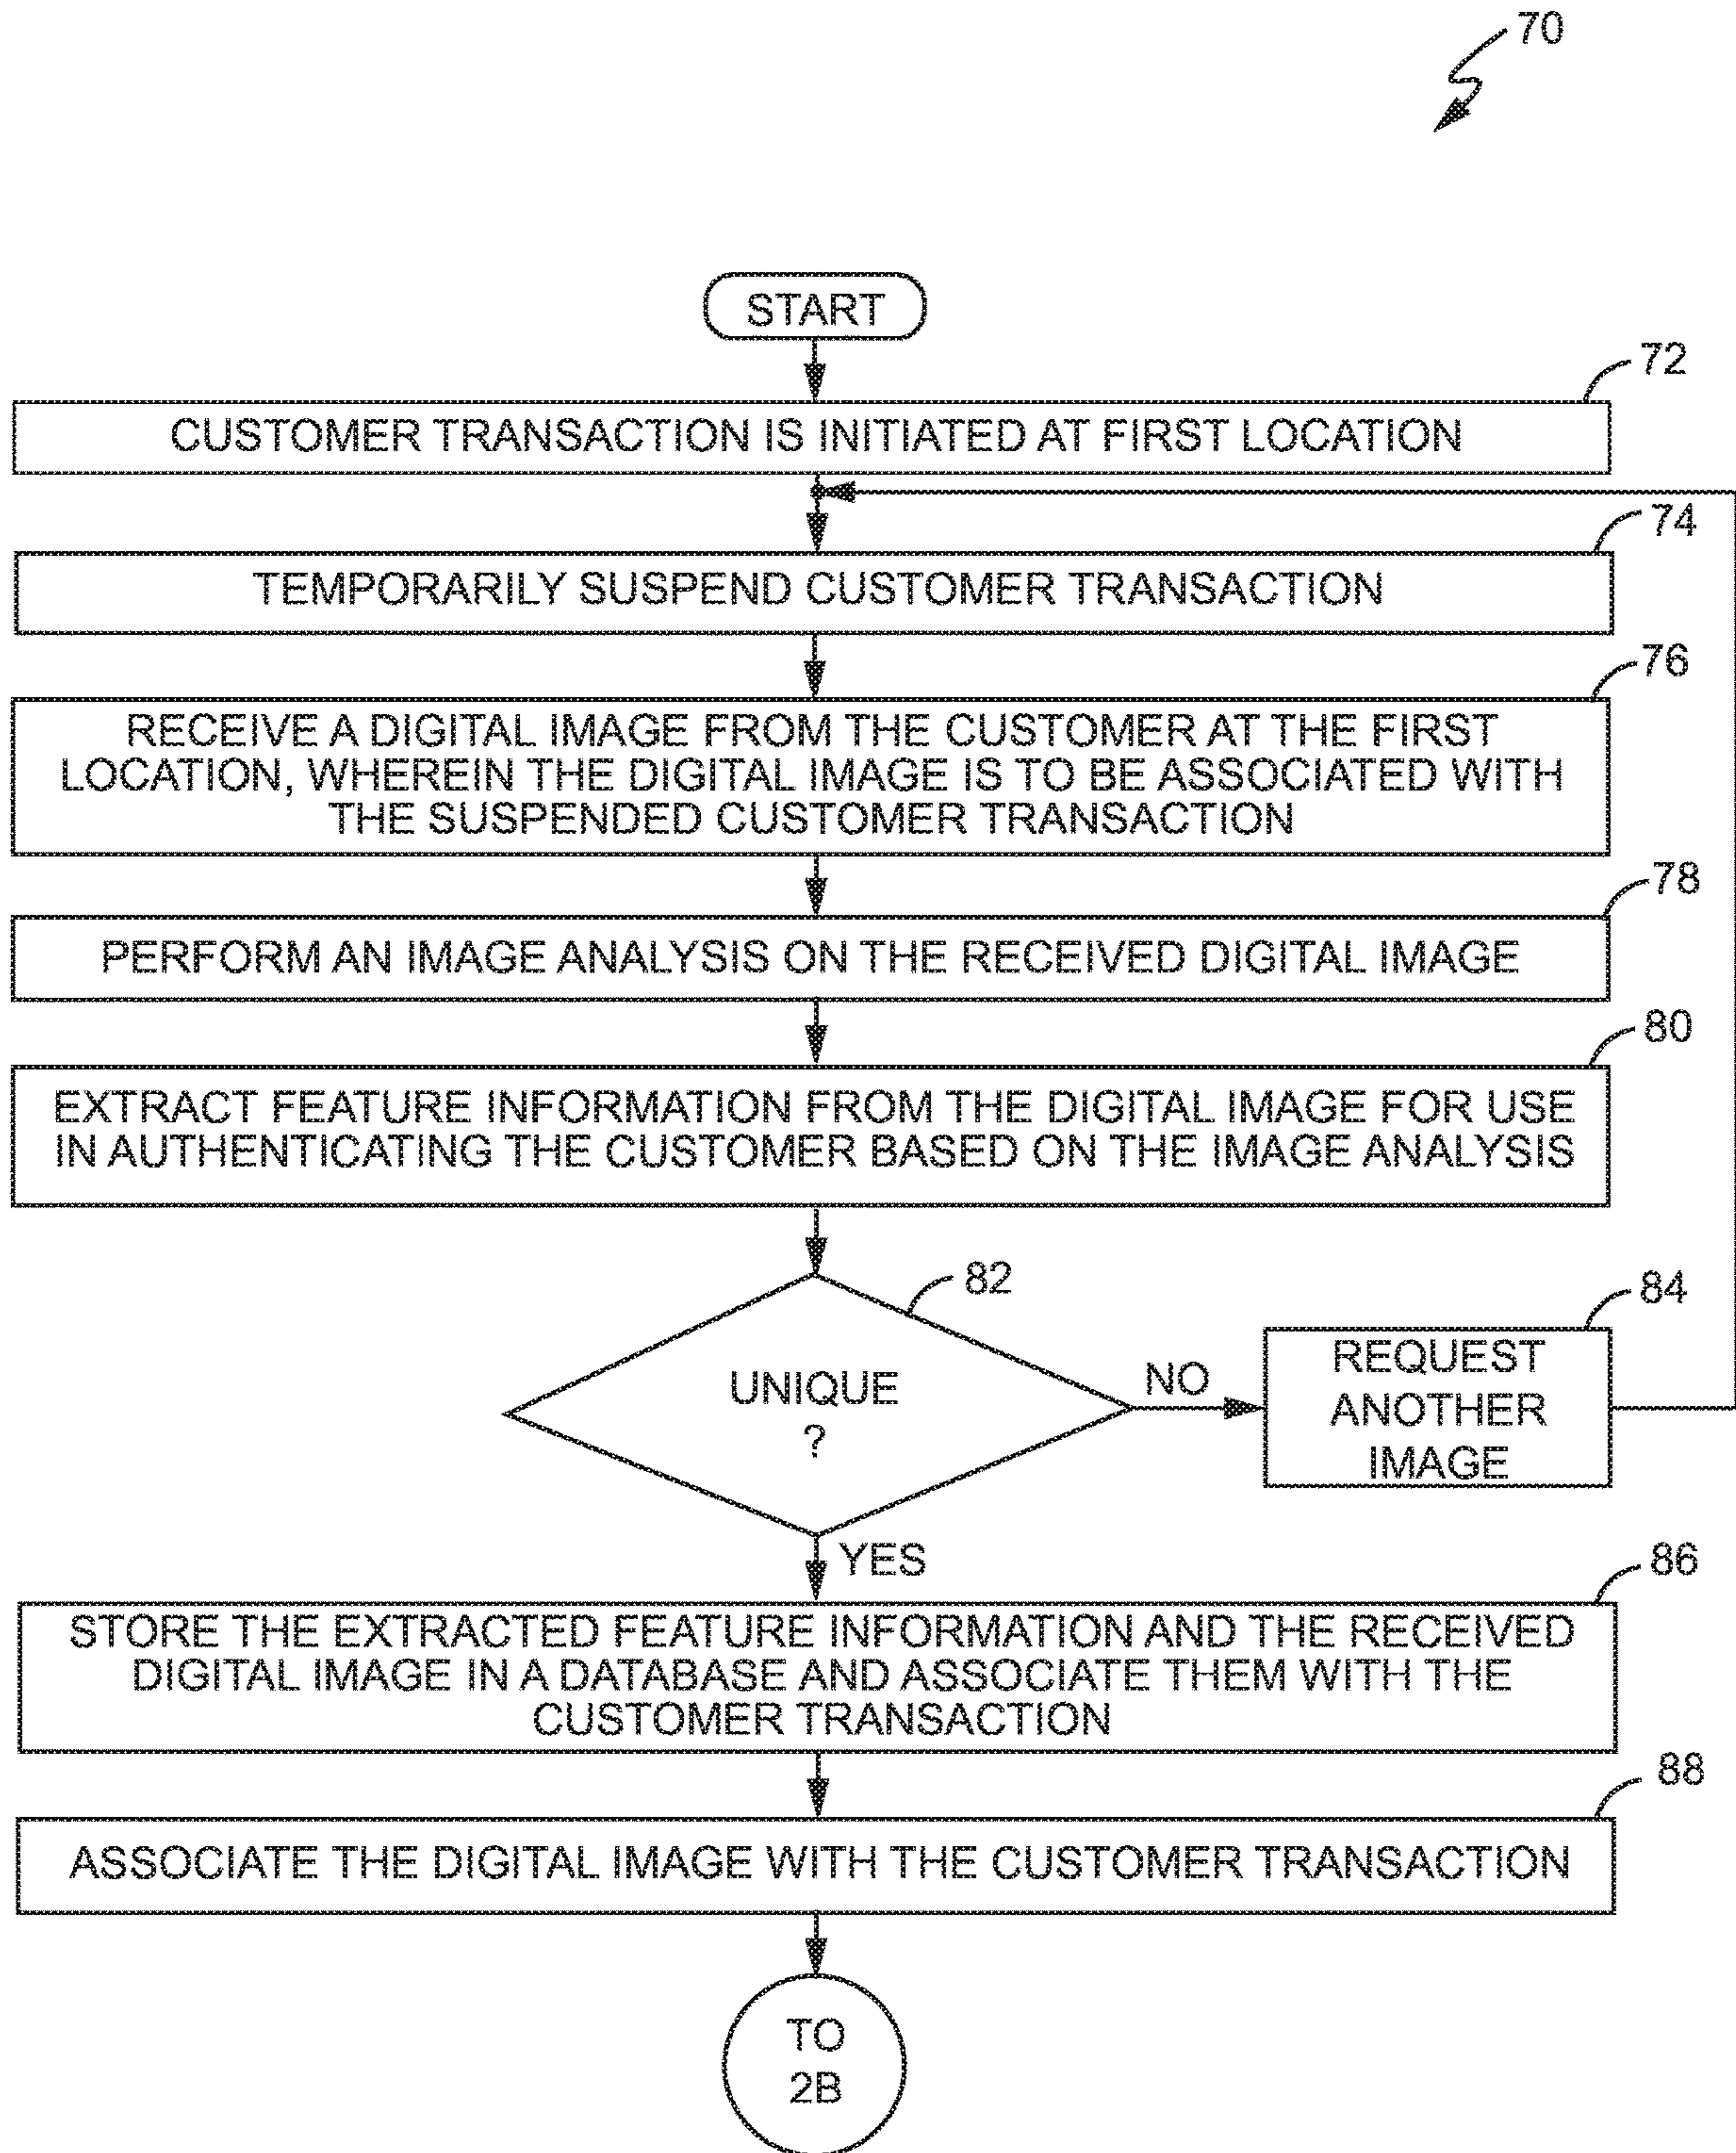 70
START
72
CUSTOMER TRANSACTION IS INITIATED AT FIRST LOCATION
74
TEMPORARILY SUSPEND CUSTOMER TRANSACTION
76
RECEIVE A DIGITAL IMAGE FROM THE CUSTOMER AT THE FIRST
LOCATION, WHEREIN THE DIGITAL IMAGE IS TO BE ASSOCIATED WITH
THE SUSPENDED CUSTOMER TRANSACTION
78
PERFORM AN IMAGE ANALYSIS ON THE RECEIVED DIGITAL IMAGE
80
EXTRACT FEATURE INFORMATION FROM THE DIGITAL IMAGE FOR USE
IN AUTHENTICATING THE CUSTOMER BASED ON THE IMAGE ANALYSIS
82
UNIQUE
?
NO
84
REQUEST
ANOTHER
IMAGE
YES
86
STORE THE EXTRACTED FEATURE INFORMATION AND THE RECEIVED
DIGITAL IMAGE IN A DATABASE AND ASSOCIATE THEM WITH THE
CUSTOMER TRANSACTION
88
ASSOCIATE THE DIGITAL IMAGE WITH THE CUSTOMER TRANSACTION
TO
2B